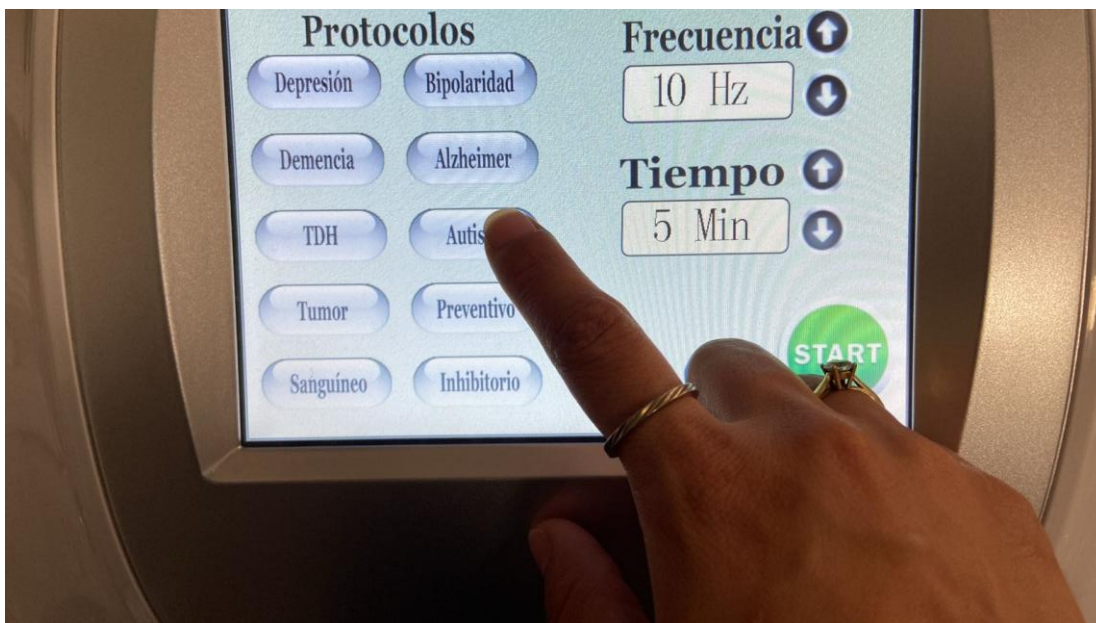 Protocolos
Frecuencia
Depresión Bipolaridad
10 Hz
Demencia Alzheimer
Tiempo
TDH
5 Min
Tumor Preventivo
START
Sanguíneo Inhibitorio